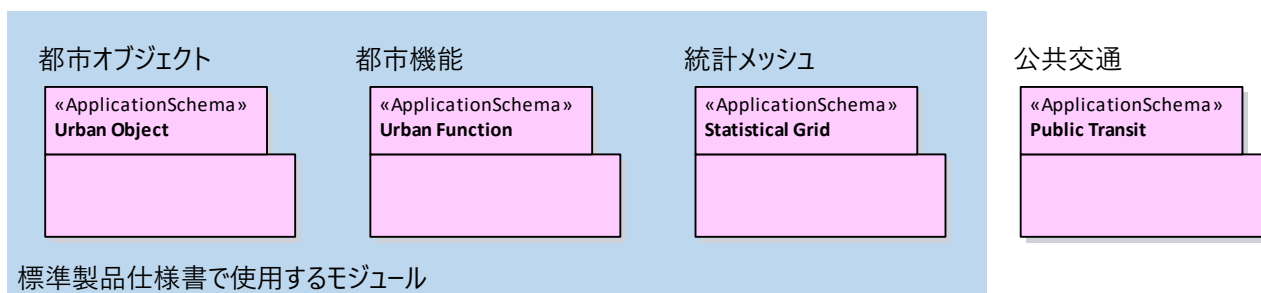 都市オブジェクト
都市機能
統計メッシュ
公共交通
«ApplicationSchema»
Urban Object
«ApplicationSchema»
Urban Function
«ApplicationSchema»
Statistical Grid
«ApplicationSchema»
Public Transit
標準製品仕様書で使用するモジュール